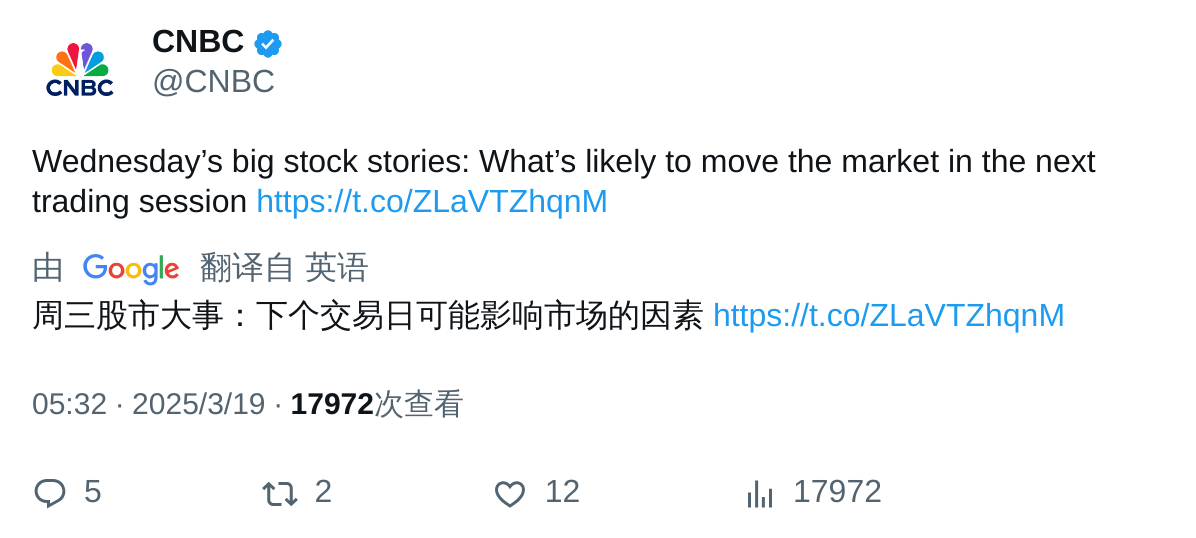 CNBC
CNBC
@CNBC
Wednesday’s big stock stories: What’s likely to move the market in the next
trading session https://t.co/ZLaVTZhqnM
由 Google 翻译自 英语
周三股市大事：下个交易日可能影响市场的因素 https://t.co/ZLaVTZhqnM
05:32 · 2025/3/19 · 17972次查看
5 2 12 17972